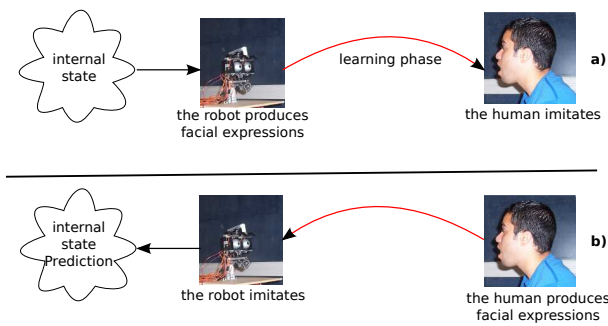 internal
state
the robot produces
facial expressions
learning phase
the human imitates
a)
internal
state
Prediction
the robot imitates
the human produces
facial expressions
b)